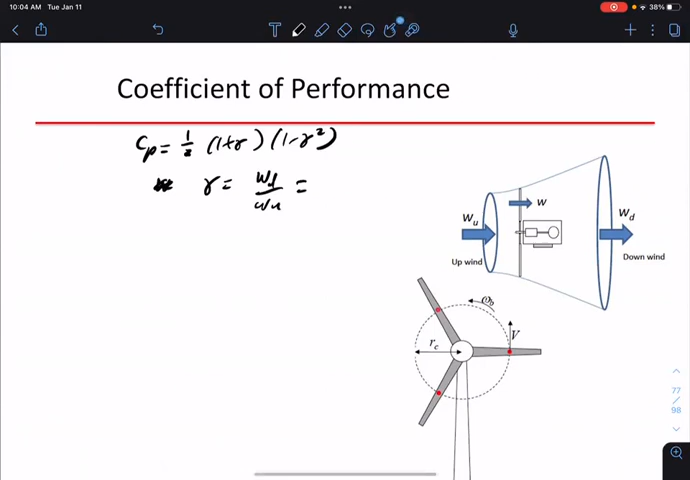 10:04 AM Tue Jan 11
38%
Coefficient of Performance
Cp = 1/2 (1+γ) (1-γ²)
γ = Wd/Wu =
W
Wu
Wd
Up wind
Down wind
ωb
V
rc
77
/
98